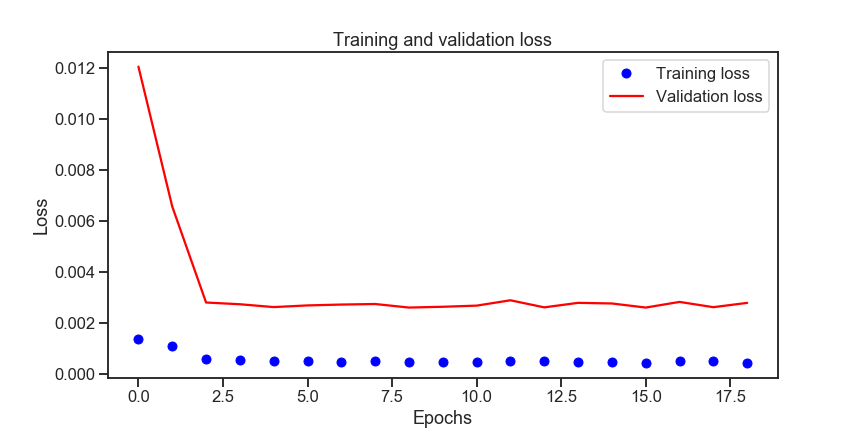 Training and validation loss
Training loss
Validation loss
0.012
0.010
0.008
0.006
0.004
0.002
0.000
Loss
0.0 2.5 5.0 7.5 10.0 12.5 15.0 17.5
Epochs